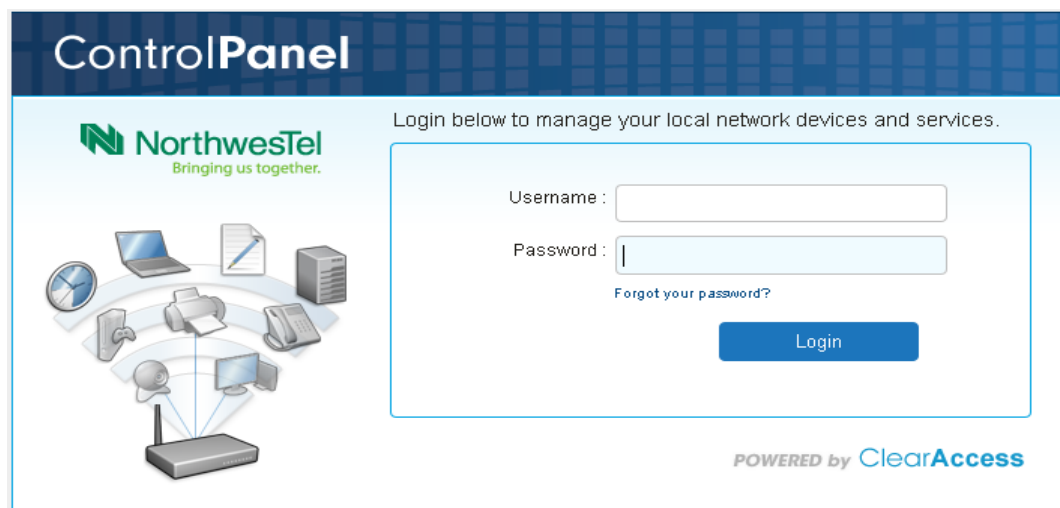 ControlPanel
NorthwesTel
Bringing us together.
Login below to manage your local network devices and services.
Username :
Password :
Forgot your password?
Login
POWERED by ClearAccess